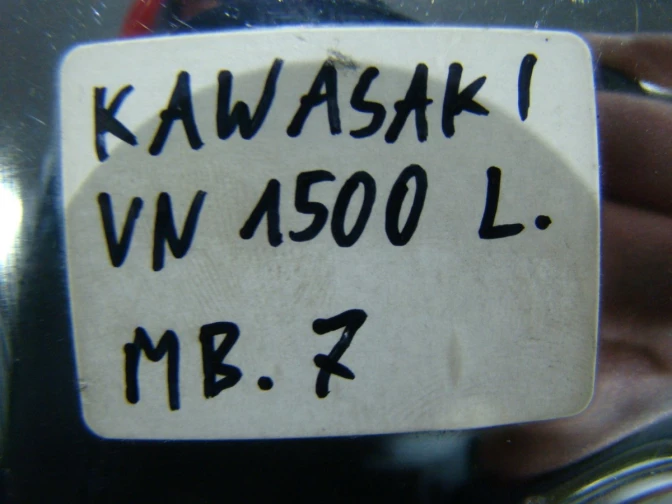 KAWASAKI
VN 1500 L.
MB. 7